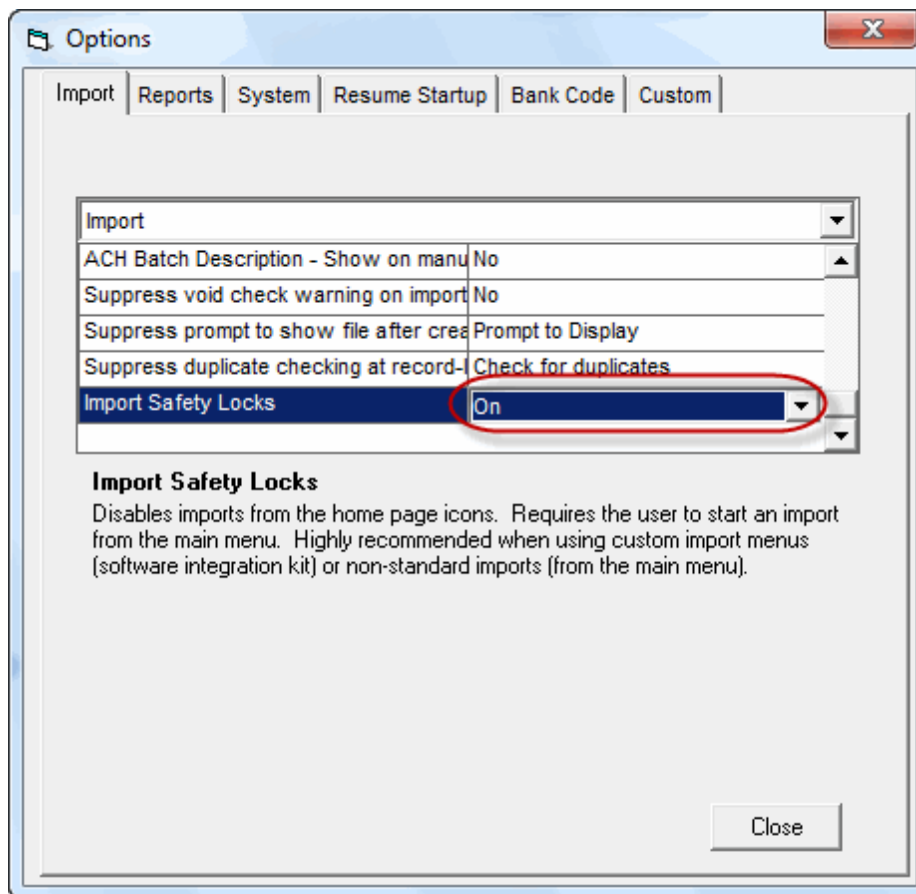 Options
Import Reports System Resume Startup Bank Code Custom
Import
ACH Batch Description - Show on manu No
Suppress void check warning on import No
Suppress prompt to show file after crea Prompt to Display
Suppress duplicate checking at record-l Check for duplicates
Import Safety Locks On
Import Safety Locks
Disables imports from the home page icons. Requires the user to start an import
from the main menu. Highly recommended when using custom import menus
(software integration kit) or non-standard imports (from the main menu).
Close